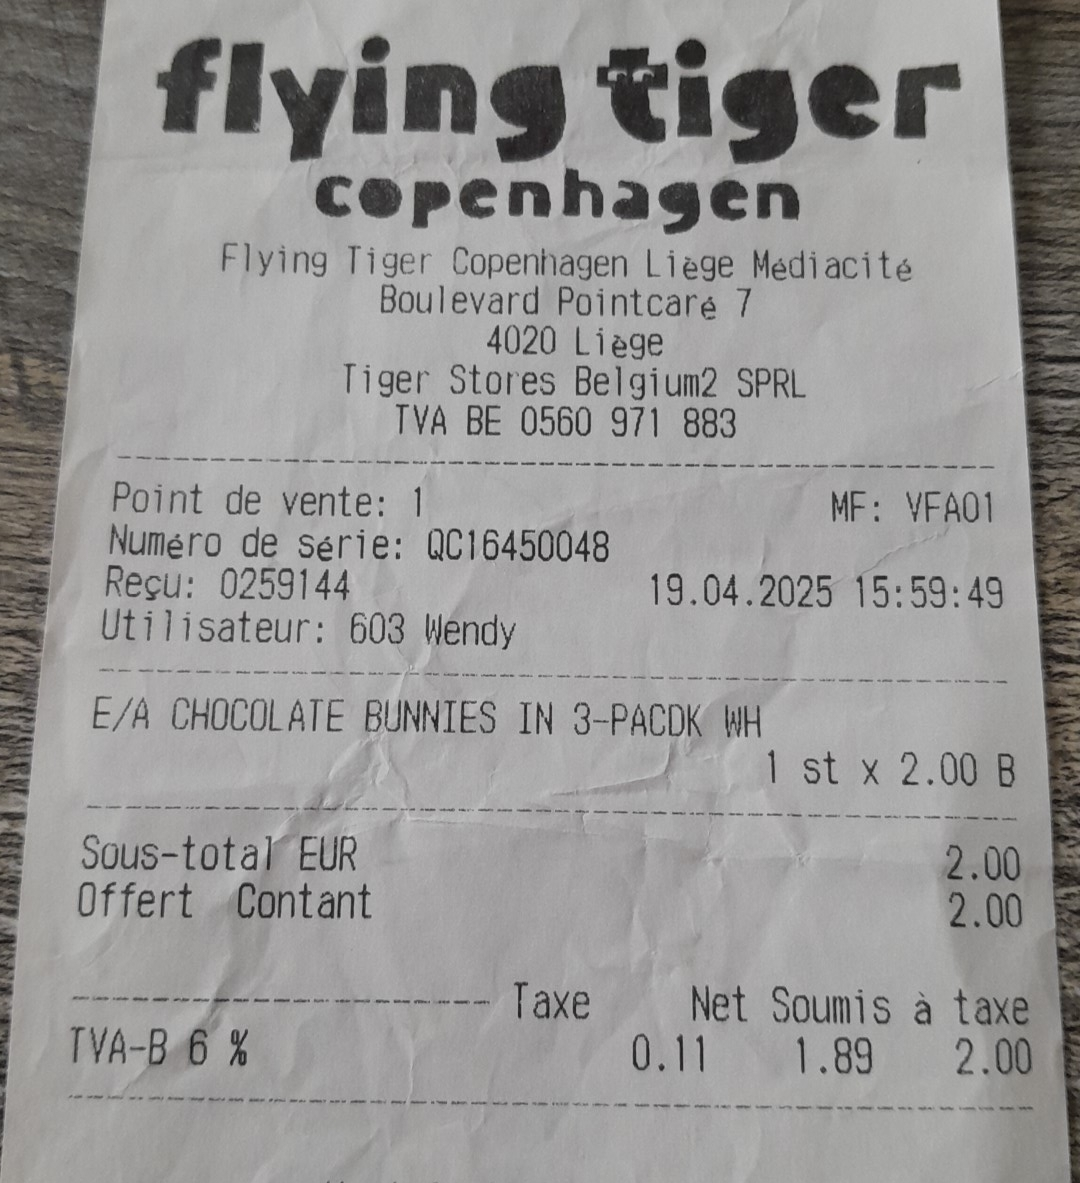 flying tiger
copenhagen
Flying Tiger Copenhagen Liège Médiacité
Boulevard Pointcaré 7
4020 Liège
Tiger Stores Belgium2 SPRL
TVA BE 0560 971 883
Point de vente: 1 MF: VFA01
Numéro de série: QC16450048
Reçu: 0259144 19.04.2025 15:59:49
Utilisateur: 603 Wendy
E/A CHOCOLATE BUNNIES IN 3-PACDK WH
1 st x 2.00 B
Sous-total EUR 2.00
Offert Contant 2.00
Taxe Net Soumis à taxe
TVA-B 6 % 0.11 1.89 2.00